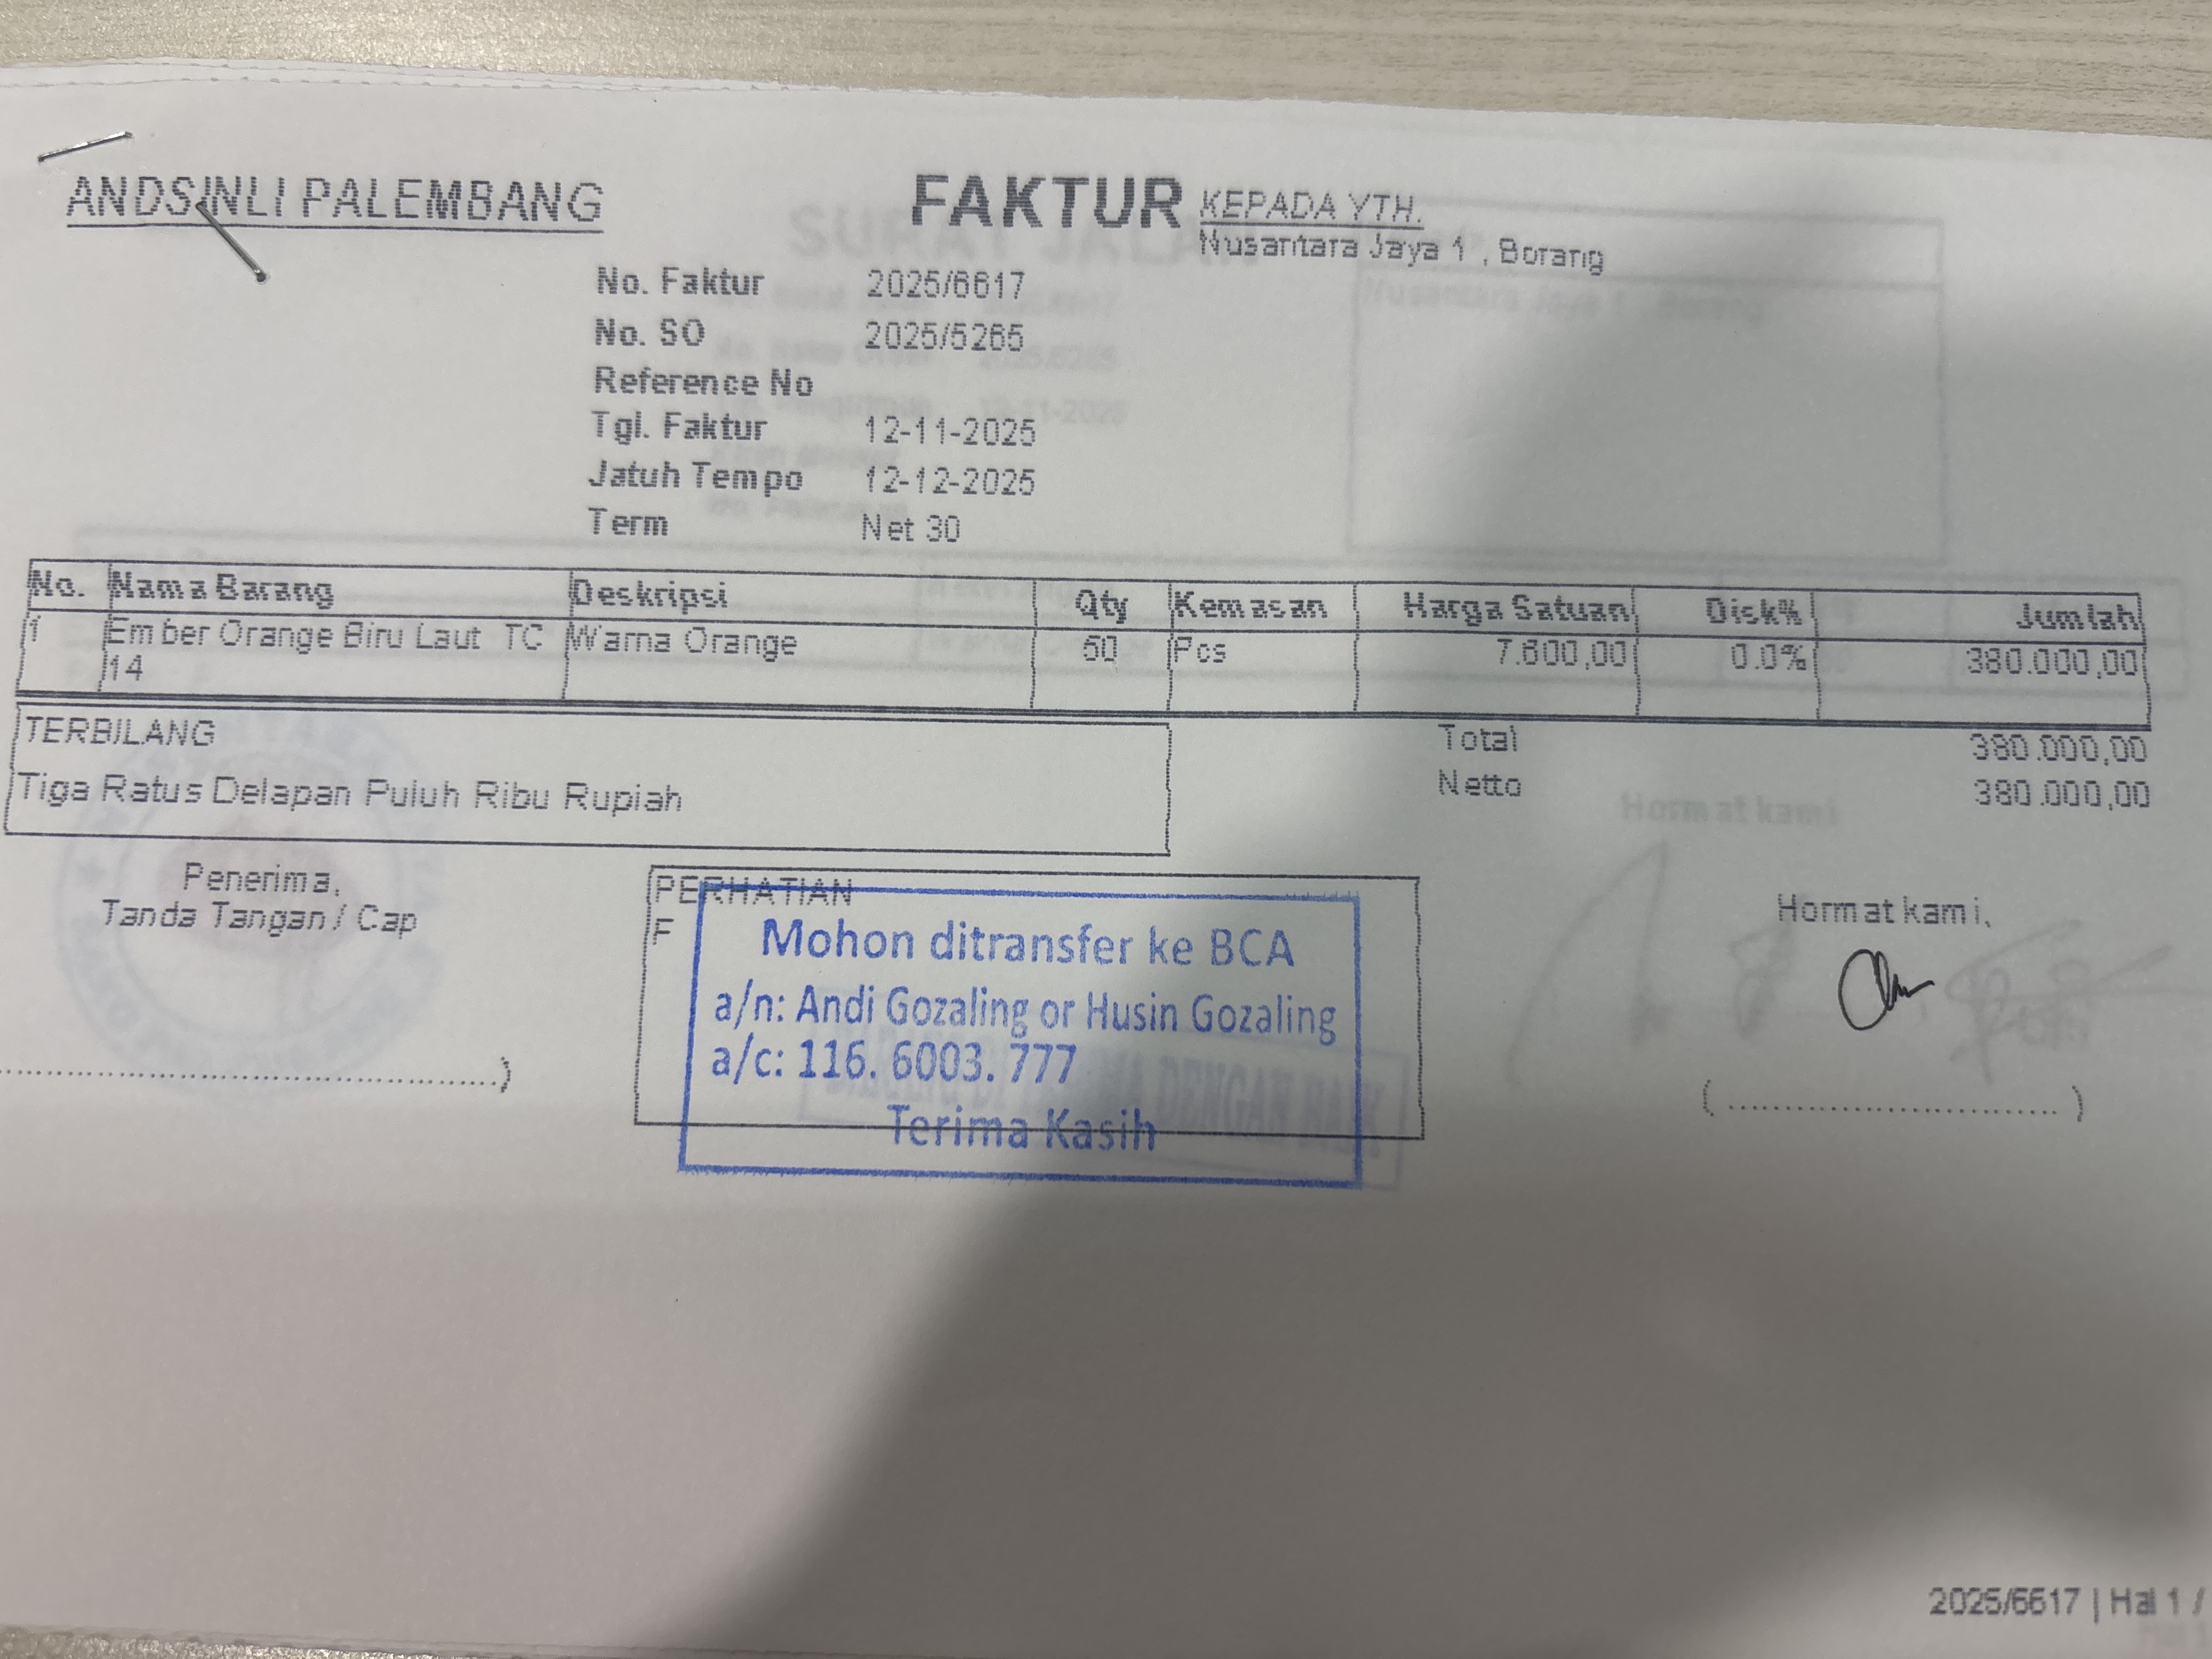 ANDSINLI PALEMBANG
FAKTUR
KEPADA YTH.
Nusantara Jaya 1 , Borang
No. Faktur 2025/6617
No. SO 2025/5265
Reference No
Tgl. Faktur 12-11-2025
Jatuh Tempo 12-12-2025
Term Net 30
No. Nama Barang Deskripsi Qty Kemasan Harga Satuan Disk% Jumlah
1 Ember Orange Biru Laut TC Warna Orange 50 Pcs 7.600,00 0.0% 380.000,00
14
TERBILANG
Tiga Ratus Delapan Puluh Ribu Rupiah
Total 380.000,00
Netto 380.000,00
Penerima,
Tanda Tangan / Cap
PERHATIAN
F
Mohon ditransfer ke BCA
a/n: Andi Gozaling or Husin Gozaling
a/c: 116. 6003. 777
Terima Kasih
Hormat kami,
..................................................)
( .................................. )
2025/6617 | Hal 1 /